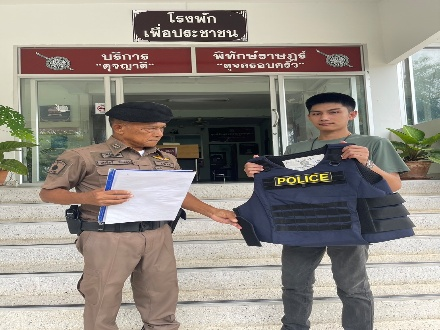 โรงพัก
เพื่อประชาชน
บริการ
"ดุจญาติ"
พิทักษ์ราษฎร์
"ดุจครอบครัว"
POLICE